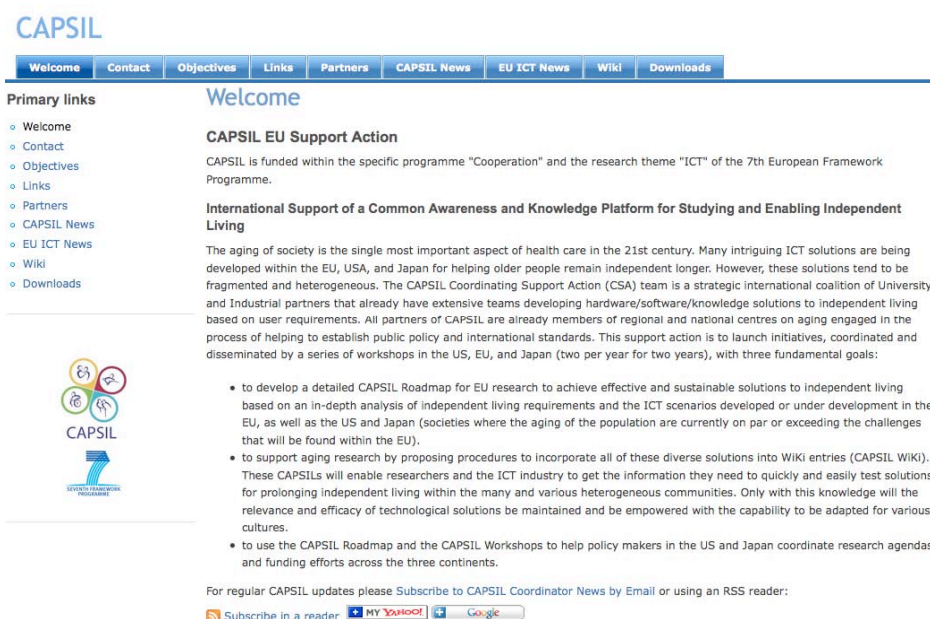 CAPSIL
Welcome Contact Objectives Links Partners CAPSIL News EU ICT News Wiki Downloads
Primary links
Welcome
Contact
Objectives
Links
Partners
CAPSIL News
EU ICT News
Wiki
Downloads
CAPSIL
SEVENTH FRAMEWORK
PROGRAMME
Welcome
CAPSIL EU Support Action
CAPSIL is funded within the specific programme "Cooperation" and the research theme "ICT" of the 7th European Framework
Programme.
International Support of a Common Awareness and Knowledge Platform for Studying and Enabling Independent
Living
The aging of society is the single most important aspect of health care in the 21st century. Many intriguing ICT solutions are being
developed within the EU, USA, and Japan for helping older people remain independent longer. However, these solutions tend to be
fragmented and heterogeneous. The CAPSIL Coordinating Support Action (CSA) team is a strategic international coalition of University
and Industrial partners that already have extensive teams developing hardware/software/knowledge solutions to independent living
based on user requirements. All partners of CAPSIL are already members of regional and national centres on aging engaged in the
process of helping to establish public policy and international standards. This support action is to launch initiatives, coordinated and
disseminated by a series of workshops in the US, EU, and Japan (two per year for two years), with three fundamental goals:
• to develop a detailed CAPSIL Roadmap for EU research to achieve effective and sustainable solutions to independent living
based on an in-depth analysis of independent living requirements and the ICT scenarios developed or under development in the
EU, as well as the US and Japan (societies where the aging of the population are currently on par or exceeding the challenges
that will be found within the EU).
• to support aging research by proposing procedures to incorporate all of these diverse solutions into WiKi entries (CAPSIL WiKi).
These CAPSILs will enable researchers and the ICT industry to get the information they need to quickly and easily test solutions
for prolonging independent living within the many and various heterogeneous communities. Only with this knowledge will the
relevance and efficacy of technological solutions be maintained and be empowered with the capability to be adapted for various
cultures.
• to use the CAPSIL Roadmap and the CAPSIL Workshops to help policy makers in the US and Japan coordinate research agendas
and funding efforts across the three continents.
For regular CAPSIL updates please Subscribe to CAPSIL Coordinator News by Email or using an RSS reader:
Subscribe in a reader MY YAHOO! Google